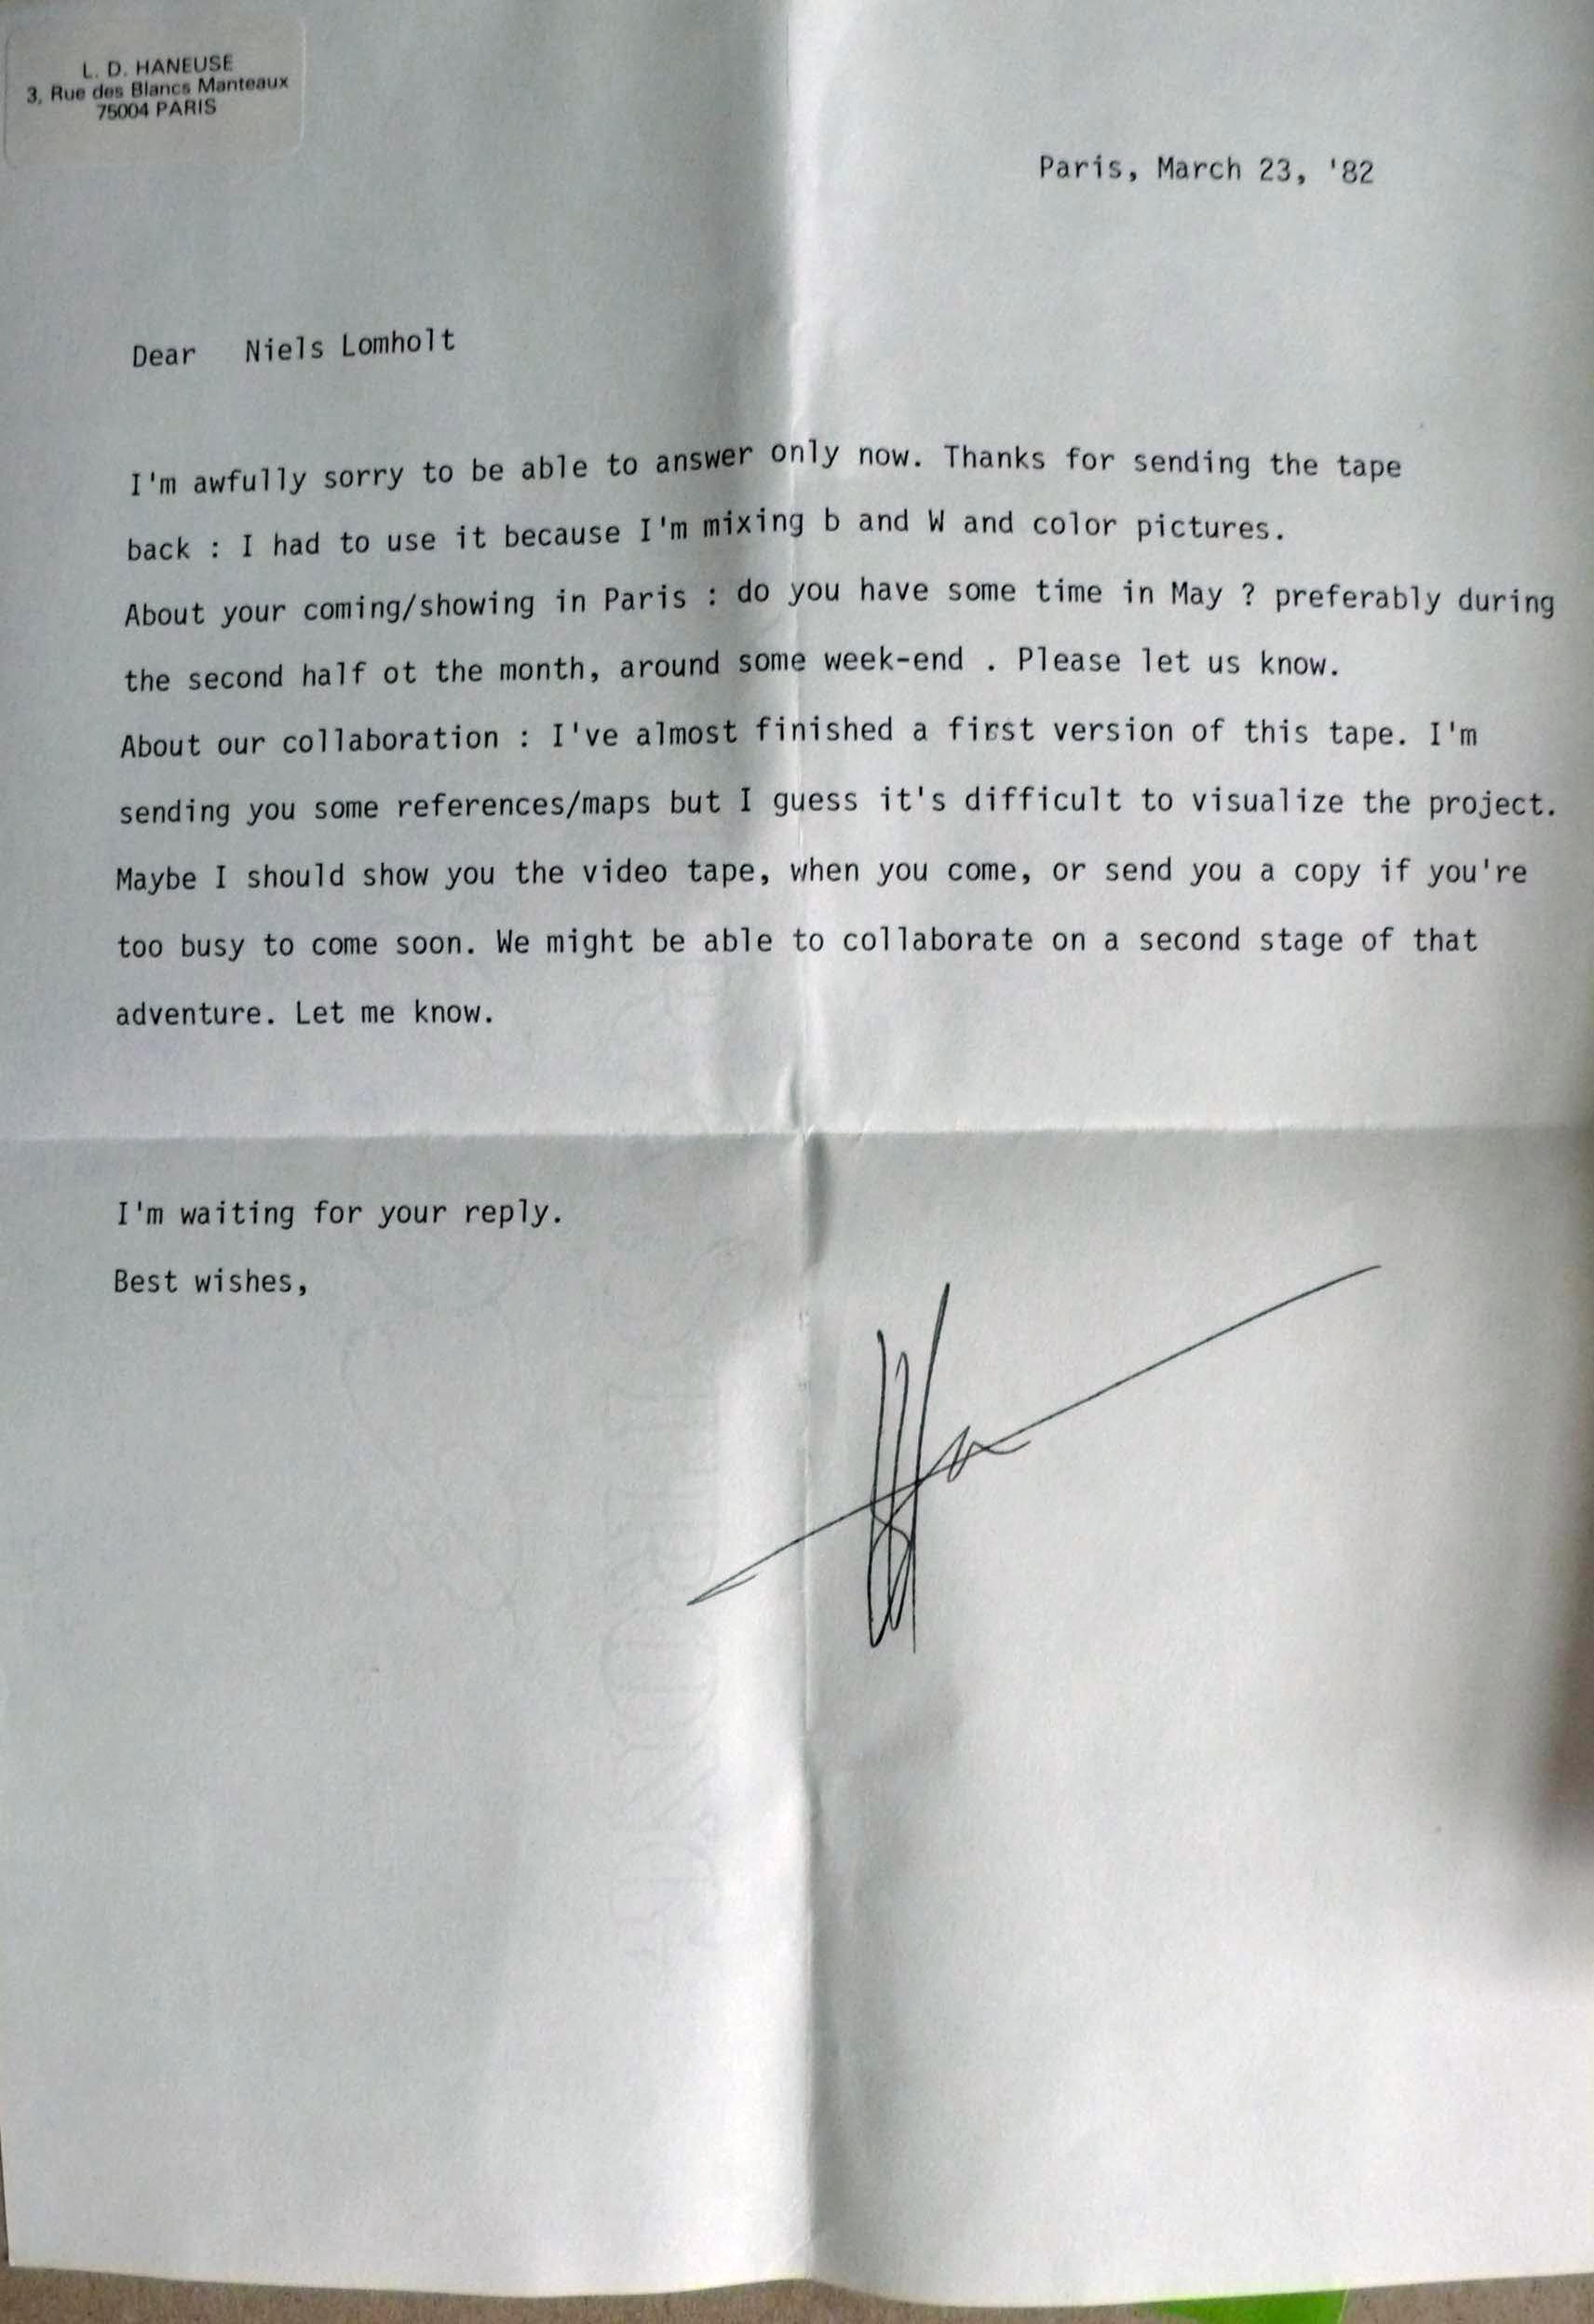 L. D. HANEUSE
3, Rue des Blancs Manteaux
75004 PARIS
Paris, March 23, '82
Dear Niels Lomholt
I'm awfully sorry to be able to answer only now. Thanks for sending the tape
back : I had to use it because I'm mixing b and W and color pictures.
About your coming/showing in Paris : do you have some time in May ? preferably during
the second half ot the month, around some week-end . Please let us know.
About our collaboration : I've almost finished a first version of this tape. I'm
sending you some references/maps but I guess it's difficult to visualize the project.
Maybe I should show you the video tape, when you come, or send you a copy if you're
too busy to come soon. We might be able to collaborate on a second stage of that
adventure. Let me know.
I'm waiting for your reply.
Best wishes,